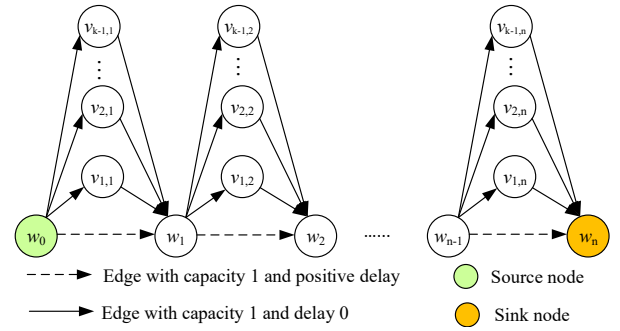 v_{k-1,1} v_{k-1,2} v_{k-1,n}
⋮ ⋮ ⋮
v_{2,1} v_{2,2} v_{2,n}
v_{1,1} v_{1,2} v_{1,n}
w_0 w_1 w_2 ...... w_{n-1} w_n
Edge with capacity 1 and positive delay Source node
Edge with capacity 1 and delay 0 Sink node